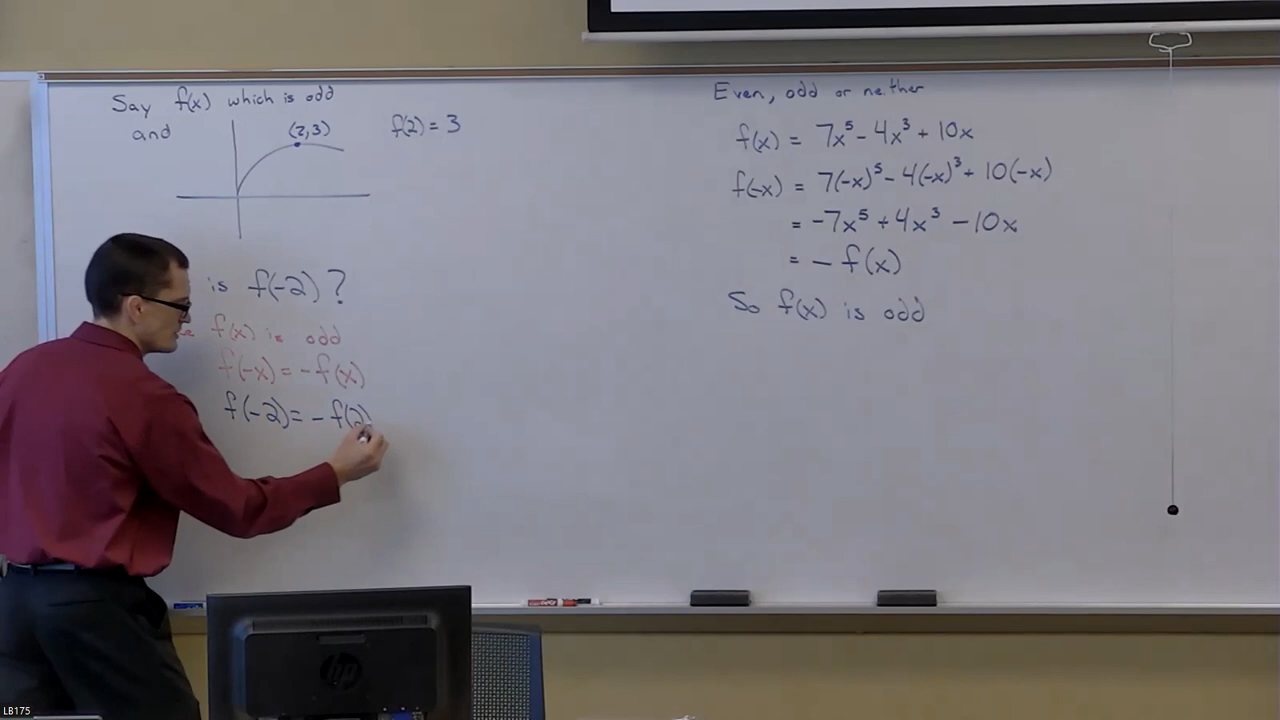 Say f(x) which is odd
and
(2,3)
f(2) = 3
is f(-2)?
f(x) is odd
f(-x) = -f(x)
f(-2) = -f(2)
Even, odd or neither
f(x) = 7x⁵ - 4x³ + 10x
f(-x) = 7(-x)⁵ - 4(-x)³ + 10(-x)
= -7x⁵ + 4x³ - 10x
= - f(x)
So f(x) is odd
hp
LB175